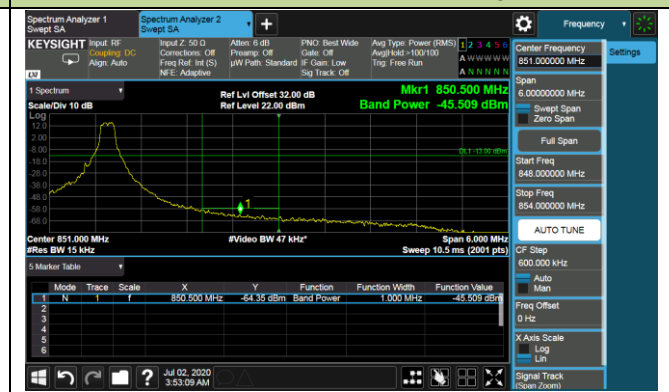 Spectrum Analyzer 1
Swept SA
Spectrum Analyzer 2
Swept SA
+
Frequency
KEYSIGHT
Input: RF
Coupling: DC
Align: Auto
Input Z: 50 Ω
Corrections: Off
Freq Ref: Int (S)
NFE: Adaptive
Atten: 6 dB
Preamp: Off
µW Path: Standard
PNO: Best Wide
Gate: Off
IF Gain: Low
Sig Track: Off
Avg Type: Power (RMS)
Avg|Hold:>100/100
Trig: Free Run
1 2 3 4 5 6
A W W W W W
A N N N N N
LXI
1 Spectrum
Scale/Div 10 dB
Ref Lvl Offset 32.00 dB
Ref Level 22.00 dBm
Mkr1 850.500 MHz
Band Power -45.509 dBm
Log
12.0
2.00
-8.00
-18.0
-28.0
-38.0
-48.0
-58.0
-68.0
DL1 -13.00 dBm
1
Center 851.000 MHz
#Res BW 15 kHz
#Video BW 47 kHz*
Span 6.000 MHz
Sweep 10.5 ms (2001 pts)
5 Marker Table
Mode Trace Scale X Y Function Function Width Function Value
1 N 1 f 850.500 MHz -64.35 dBm Band Power 1.000 MHz -45.509 dBm
2
3
4
5
6
Jul 02, 2020
3:53:09 AM
Center Frequency
851.000000 MHz
Settings
Span
6.00000000 MHz
Swept Span
Zero Span
Full Span
Start Freq
848.000000 MHz
Stop Freq
854.000000 MHz
AUTO TUNE
CF Step
600.000 kHz
Auto
Man
Freq Offset
0 Hz
X Axis Scale
Log
Lin
Signal Track
(Span Zoom)